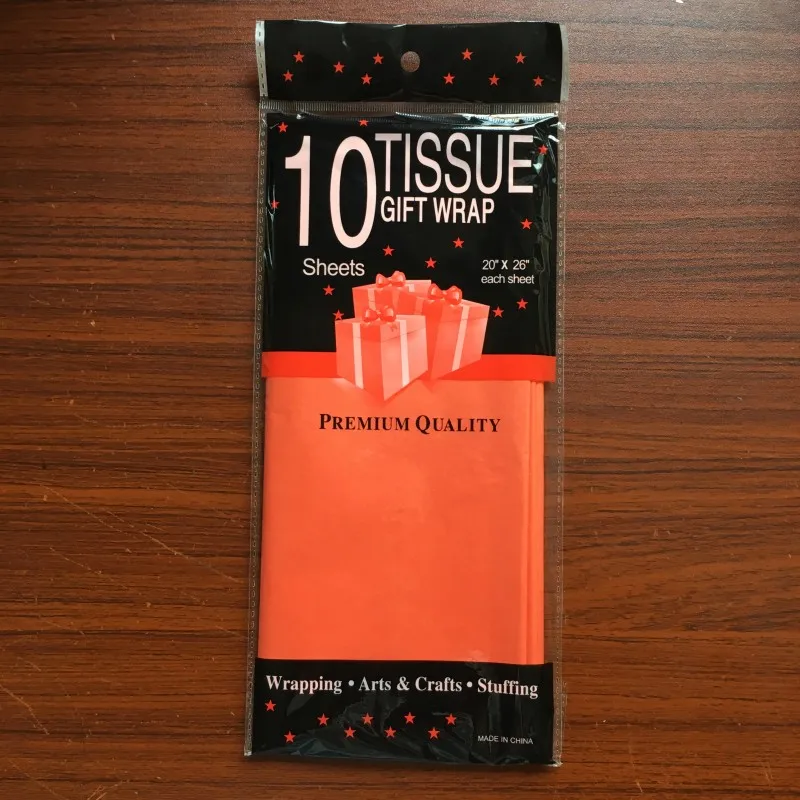 10 TISSUE
GIFT WRAP
Sheets
20" X 26"
each sheet
PREMIUM QUALITY
Wrapping • Arts & Crafts • Stuffing
MADE IN CHINA